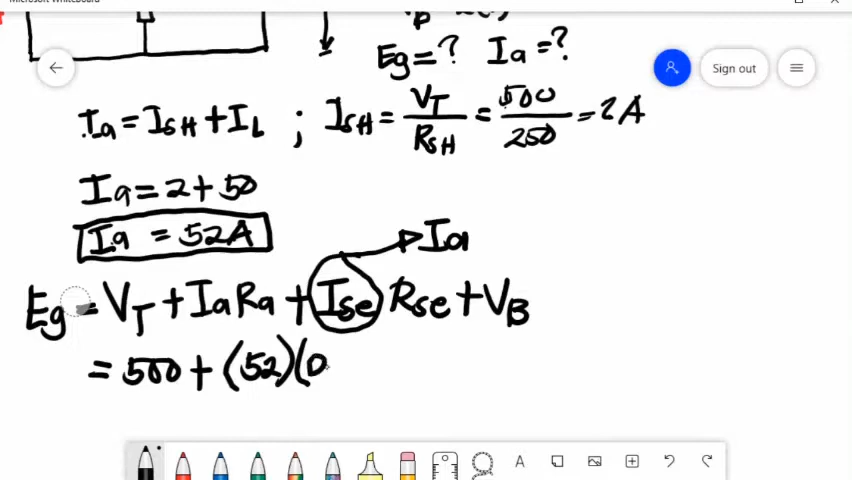 Microsoft Whiteboard
Eg = ? Ia = ?
Sign out
Ia = ISH + IL ; ISH = VT / RSH = 500 / 250 = 2A
Ia = 2 + 50
Ia = 52A
Ia
Eg = VT + IaRa + Ise Rse + VB
= 500 + (52)(0.
A